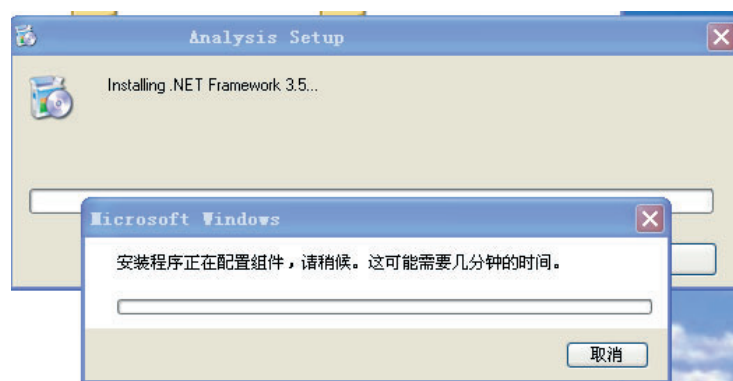 Analysis Setup
Installing .NET Framework 3.5...
Microsoft Windows
安装程序正在配置组件，请稍候。这可能需要几分钟的时间。
取消